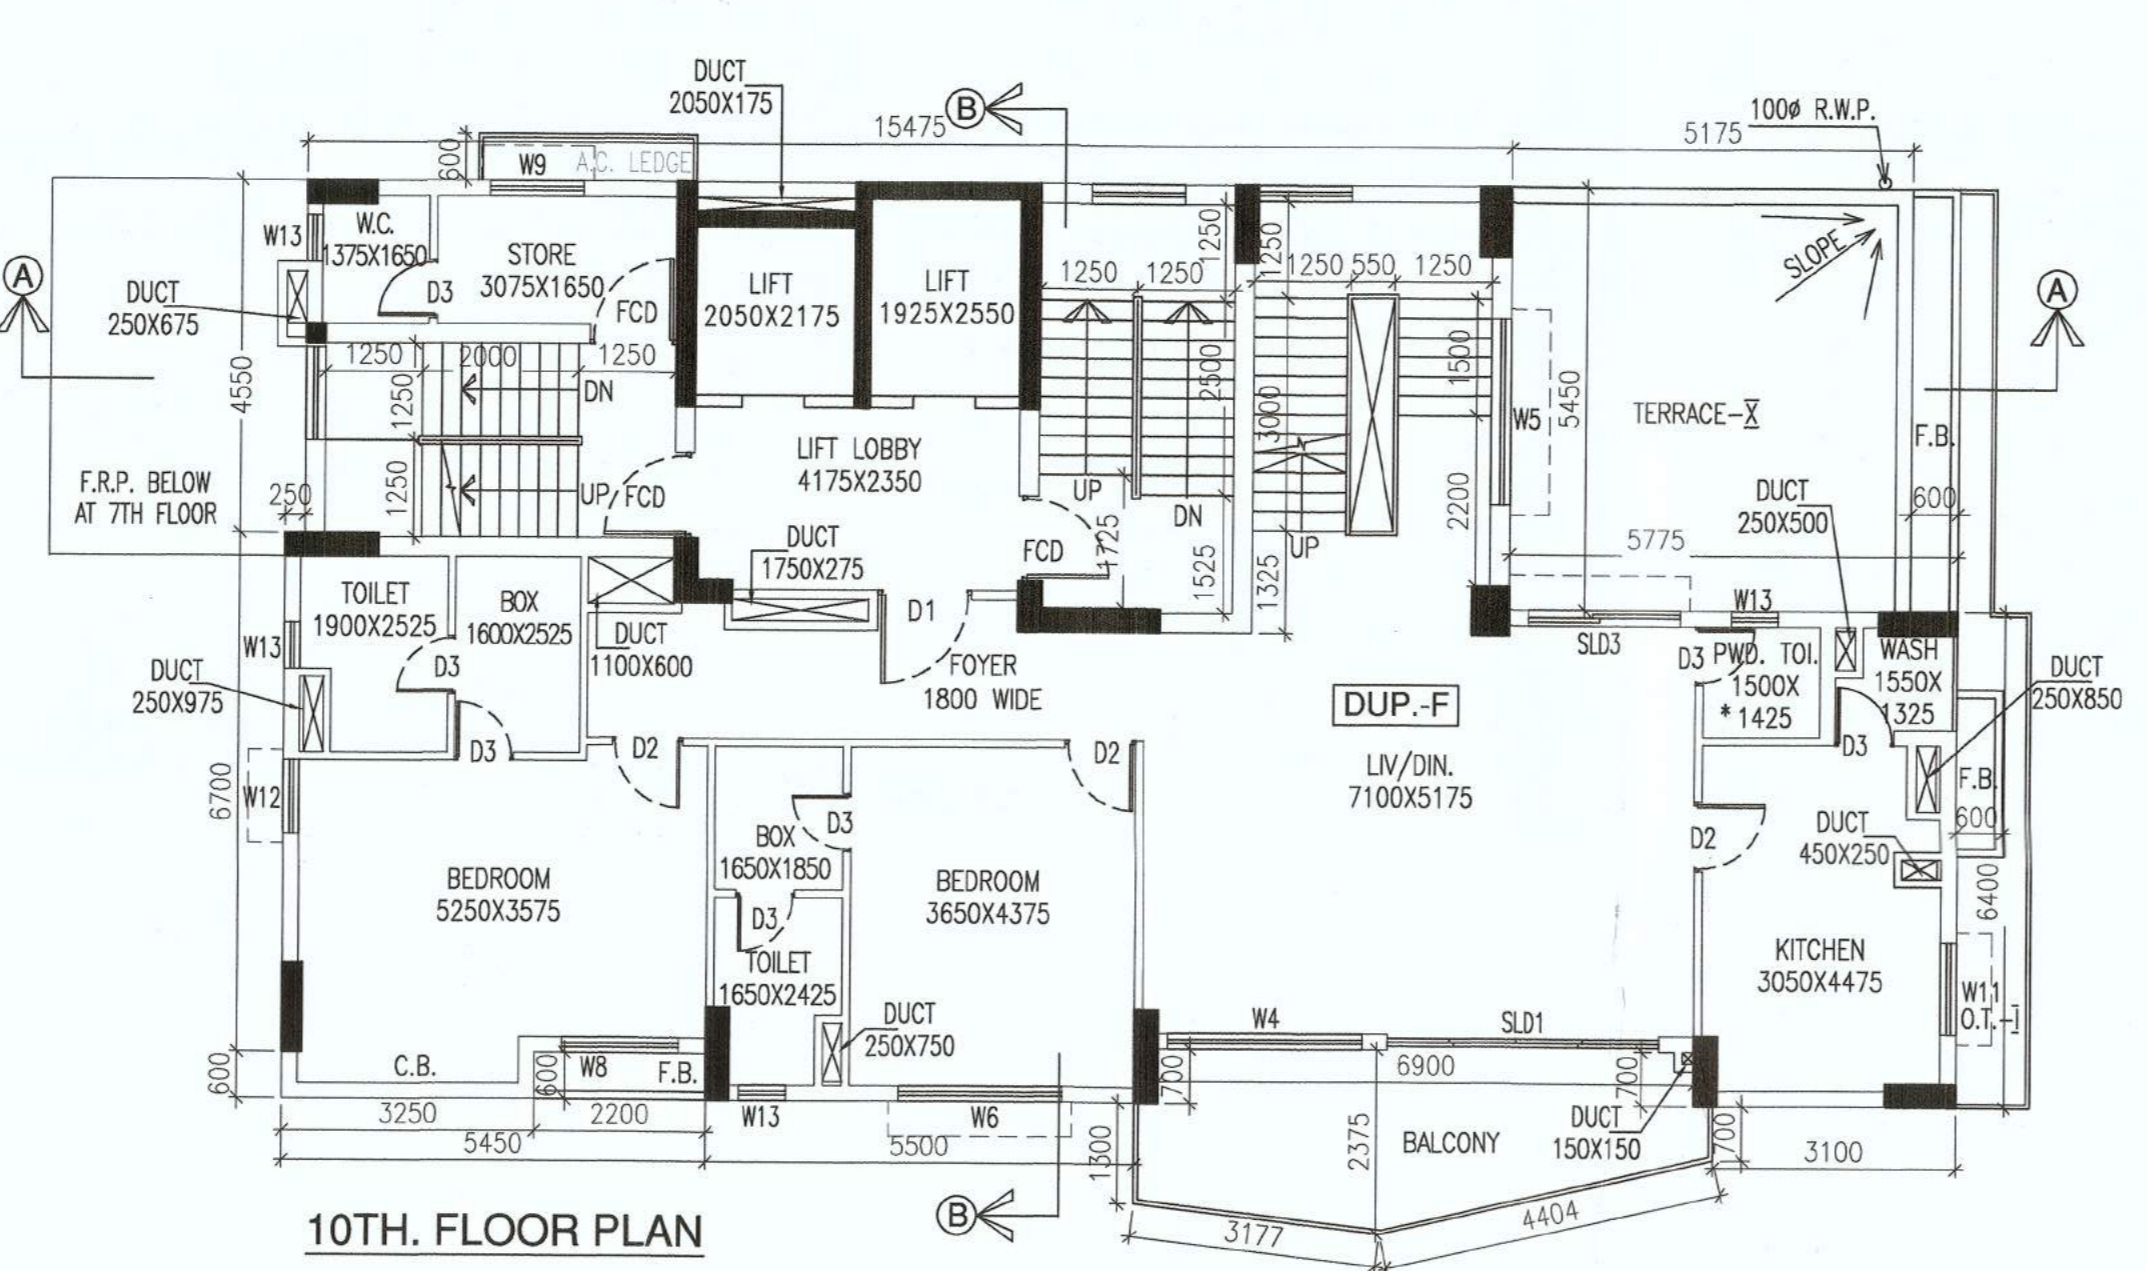 DUCT
2050X175
B
15475
100ø R.W.P.
5175
600
W9
A.C. LEDGE
W.C.
1375X1650
W13
STORE
3075X1650
D3
FCD
LIFT
2050X2175
LIFT
1925X2550
1250
1250
1250
1250
1250
550
1250
SLOPE
A
A
DUCT
250X675
1250
2000
1250
DN
1250
4550
2500
3000
1500
W5
5450
TERRACE-X
F.B.
LIFT LOBBY
4175X2350
F.R.P. BELOW
AT 7TH FLOOR
250
1250
UP
FCD
UP
DN
2200
DUCT
250X500
600
5775
DUCT
1750X275
FCD
1725
1525
UP
1325
TOILET
1900X2525
BOX
1600X2525
DUCT
1100X600
D1
FOYER
1800 WIDE
W13
W13
SLD3
D3
PWD. TOI.
1500X
*1425
WASH
1550X
1325
DUCT
250X850
D3
DUCT
250X975
D3
D2
D2
DUP.-F
LIV/DIN.
7100X5175
D3
F.B.
600
6700
W12
BOX
1650X1850
D3
D2
DUCT
450X250
6400
BEDROOM
5250X3575
BEDROOM
3650X4375
D3
TOILET
1650X2425
KITCHEN
3050X4475
W11
O.T.-I
DUCT
250X750
W4
SLD1
600
C.B.
600
W8
F.B.
700
6900
700
3250
2200
W13
W6
DUCT
150X150
5450
5500
1300
2375
BALCONY
700
3100
B
3177
4404
10TH. FLOOR PLAN